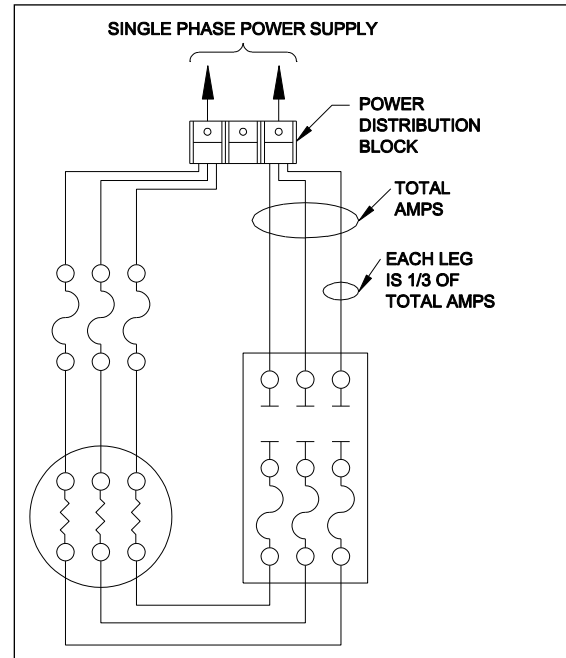 SINGLE PHASE POWER SUPPLY
POWER
DISTRIBUTION
BLOCK
TOTAL
AMPS
EACH LEG
IS 1/3 OF
TOTAL AMPS